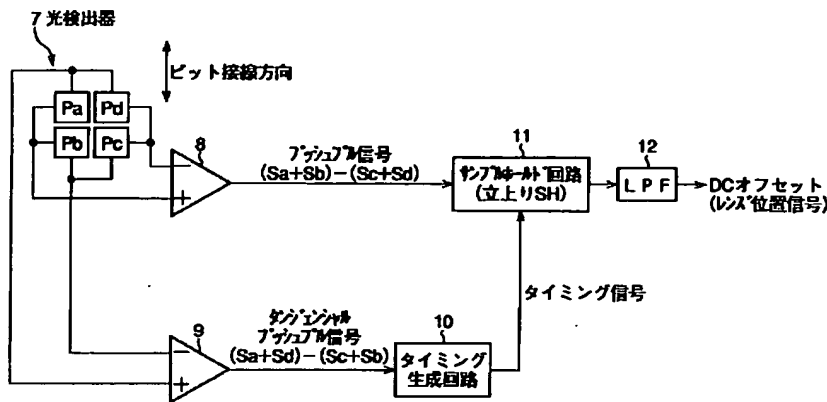 7 光検出器
ピット接線方向
Pa Pd
Pb Pc
8
プッシュプル信号
(Sa+Sb)-(Sc+Sd)
11
サンプルホールド回路
(立上りSH)
12
LPF
DCオフセット
(レンズ位置信号)
タイミング信号
9
タンジェンシャル
プッシュプル信号
(Sa+Sd)-(Sc+Sb)
10
タイミング
生成回路